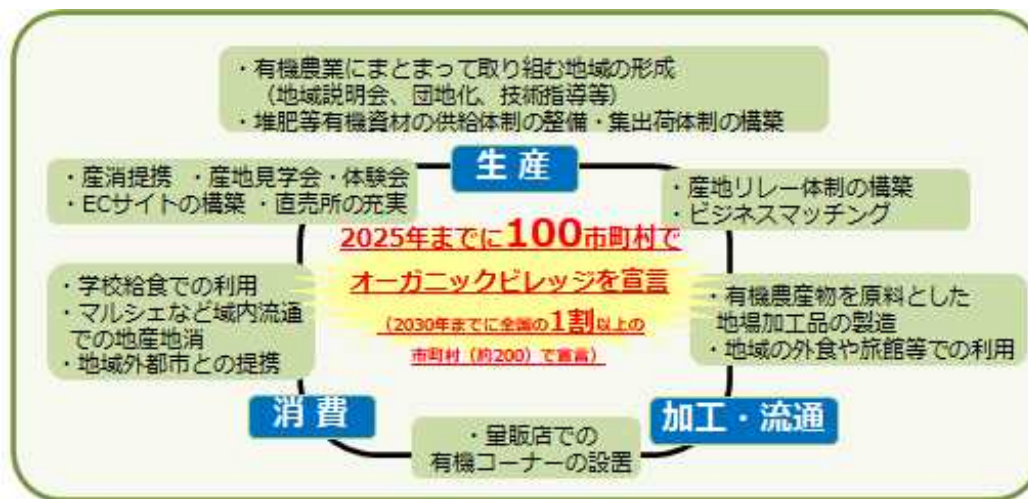 ・有機農業にまとまって取り組む地域の形成
（地域説明会、団地化、技術指導等）
・堆肥等有機資材の供給体制の整備・集出荷体制の構築
生 産
・産消提携 ・産地見学会・体験会
・ECサイトの構築 ・直売所の充実
・産地リレー体制の構築
・ビジネスマッチング
2025年までに100市町村で
オーガニックビレッジを宣言
（2030年までに全国の1割以上の
市町村（約200）で宣言）
・学校給食での利用
・マルシェなど域内流通
での地産地消
・地域外都市との提携
・有機農産物を原料とした
地場加工品の製造
・地域の外食や旅館等での利用
消 費
加工・流通
・量販店での
有機コーナーの設置